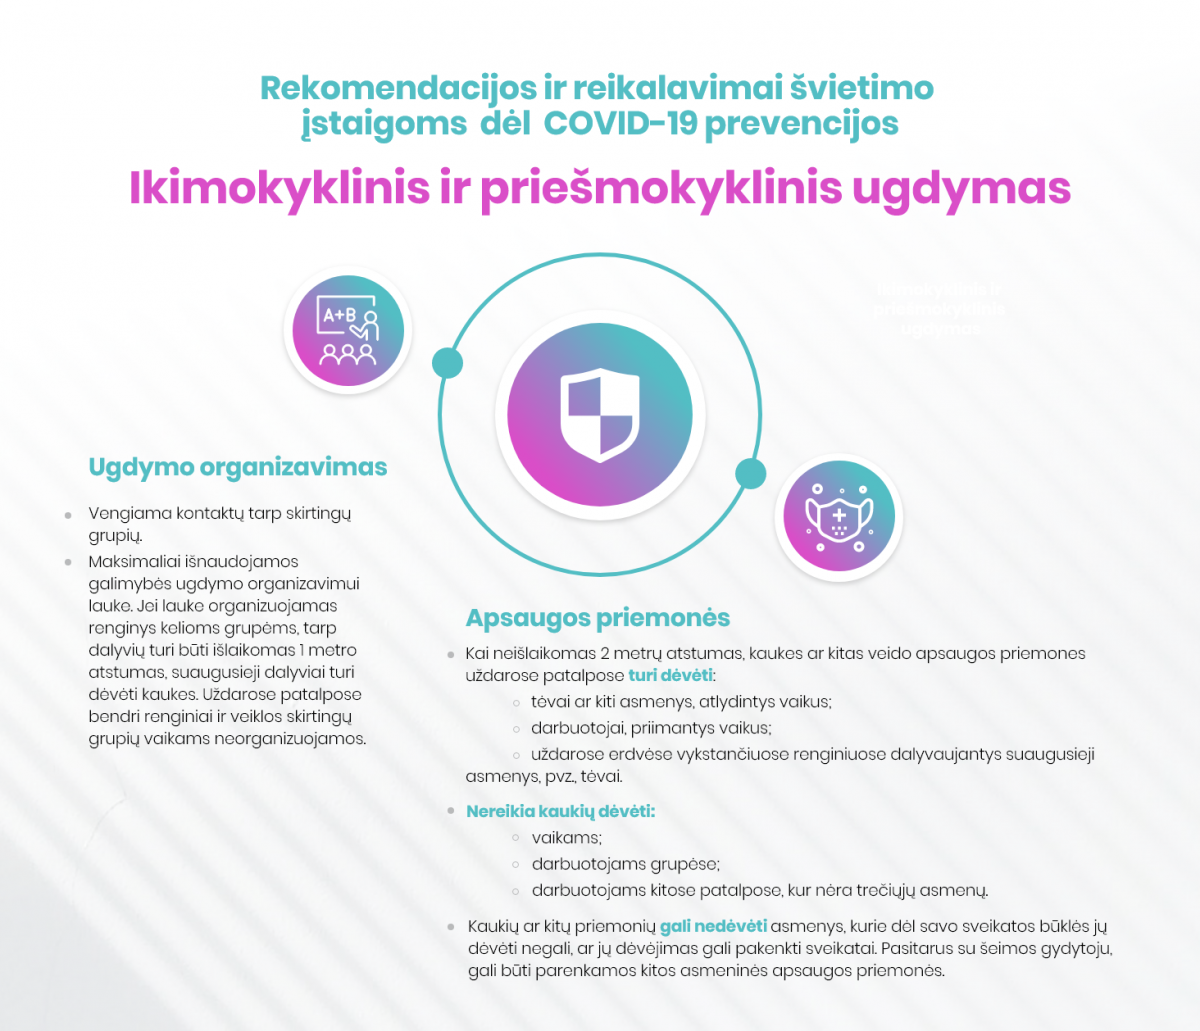 Rekomendacijos ir reikalavimai švietimo
įstaigoms dėl COVID-19 prevencijos
Ikimokyklinis ir priešmokyklinis ugdymas
A+B
Ikimokyklinis ir
priešmokyklinis
ugdymas
Ugdymo organizavimas
Vengiama kontaktų tarp skirtingų
grupių.
Maksimaliai išnaudojamos
galimybės ugdymo organizavimui
lauke. Jei lauke organizuojamas
renginys kelioms grupėms, tarp
dalyvių turi būti išlaikomas 1 metro
atstumas, suaugusieji dalyviai turi
dėvėti kaukes. Uždarose patalpose
bendri renginiai ir veiklos skirtingų
grupių vaikams neorganizuojamos.
Apsaugos priemonės
Kai neišlaikomas 2 metrų atstumas, kaukes ar kitas veido apsaugos priemones
uždarose patalpose turi dėvėti:
tėvai ar kiti asmenys, atlydintys vaikus;
darbuotojai, priimantys vaikus;
uždarose erdvėse vykstančiuose renginiuose dalyvaujantys suaugusieji
asmenys, pvz., tėvai.
Nereikia kaukių dėvėti:
vaikams;
darbuotojams grupėse;
darbuotojams kitose patalpose, kur nėra trečiųjų asmenų.
Kaukių ar kitų priemonių gali nedėvėti asmenys, kurie dėl savo sveikatos būklės jų
dėvėti negali, ar jų dėvėjimas gali pakenkti sveikatai. Pasitarus su šeimos gydytoju,
gali būti parenkamos kitos asmeninės apsaugos priemonės.